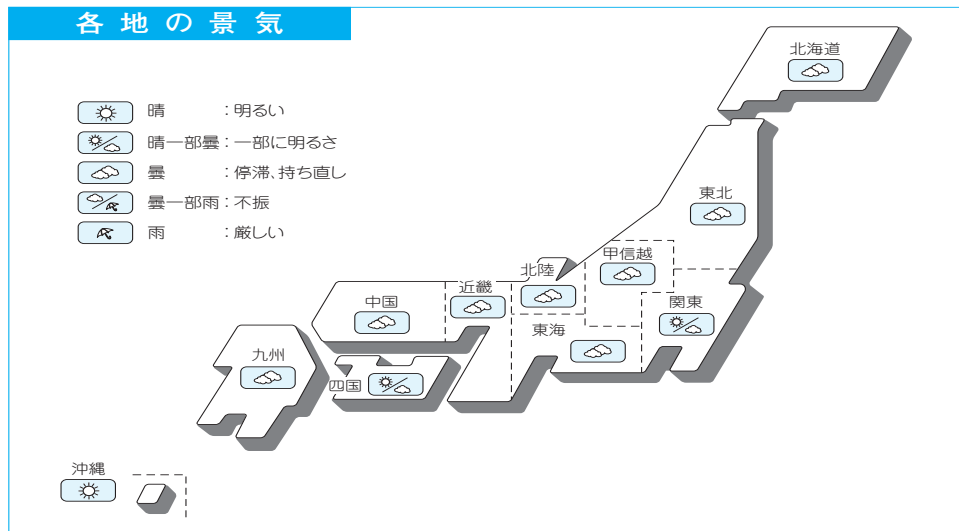 各地の景気
晴　：明るい
晴一部曇：一部に明るさ
曇　：停滞、持ち直し
曇一部雨：不振
雨　：厳しい
北海道
東北
甲信越
北陸
近畿
中国
関東
東海
九州
四国
沖縄